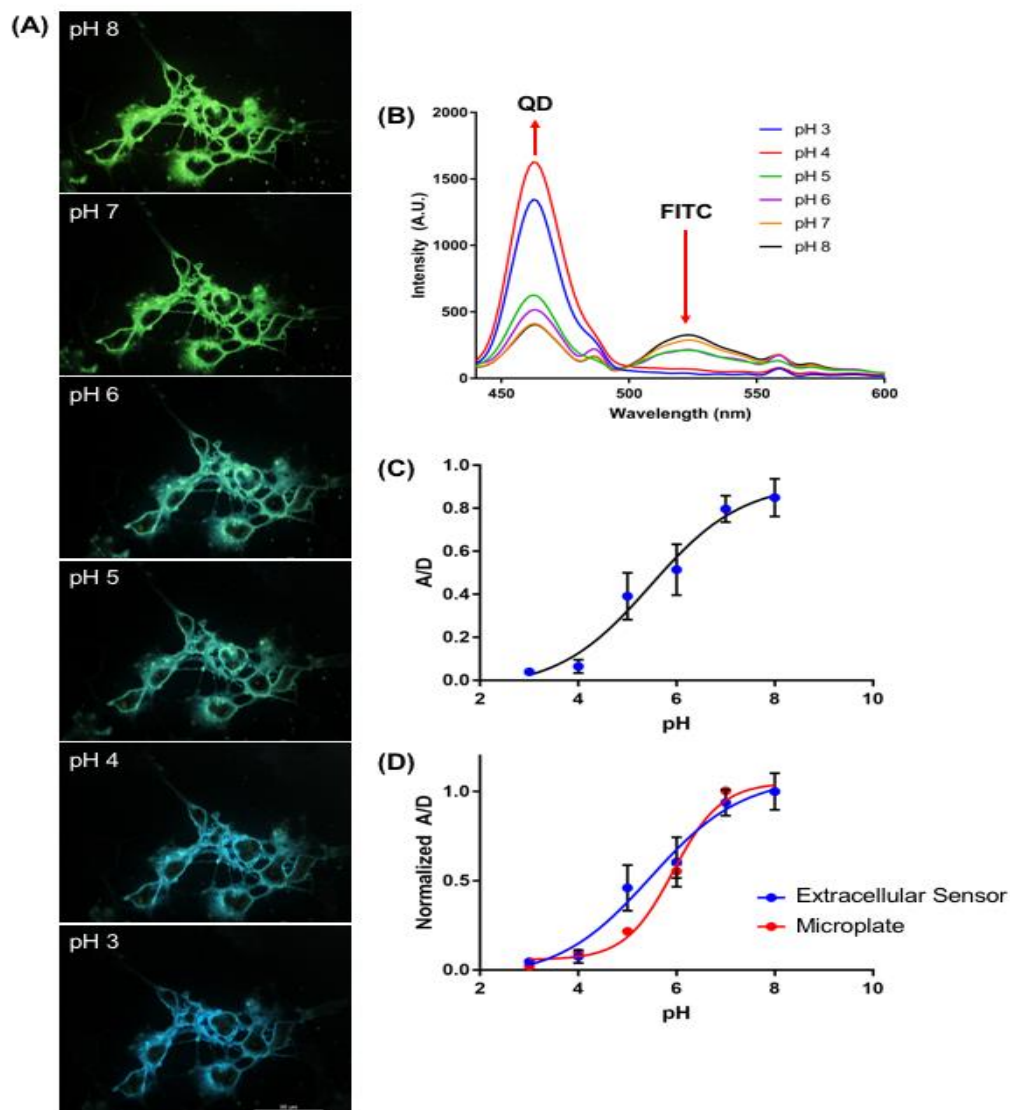 (A)
pH 8
pH 7
pH 6
pH 5
pH 4
pH 3
(B)
QD
FITC
pH 3
pH 4
pH 5
pH 6
pH 7
pH 8
2000
1500
1000
500
0
Intensity (A.U.)
450 500 550 600
Wavelength (nm)
(C)
1.0
0.8
0.6
0.4
0.2
0.0
A/D
2 4 6 8 10
pH
(D)
1.0
0.5
0.0
Normalized A/D
Extracellular Sensor
Microplate
2 4 6 8 10
pH